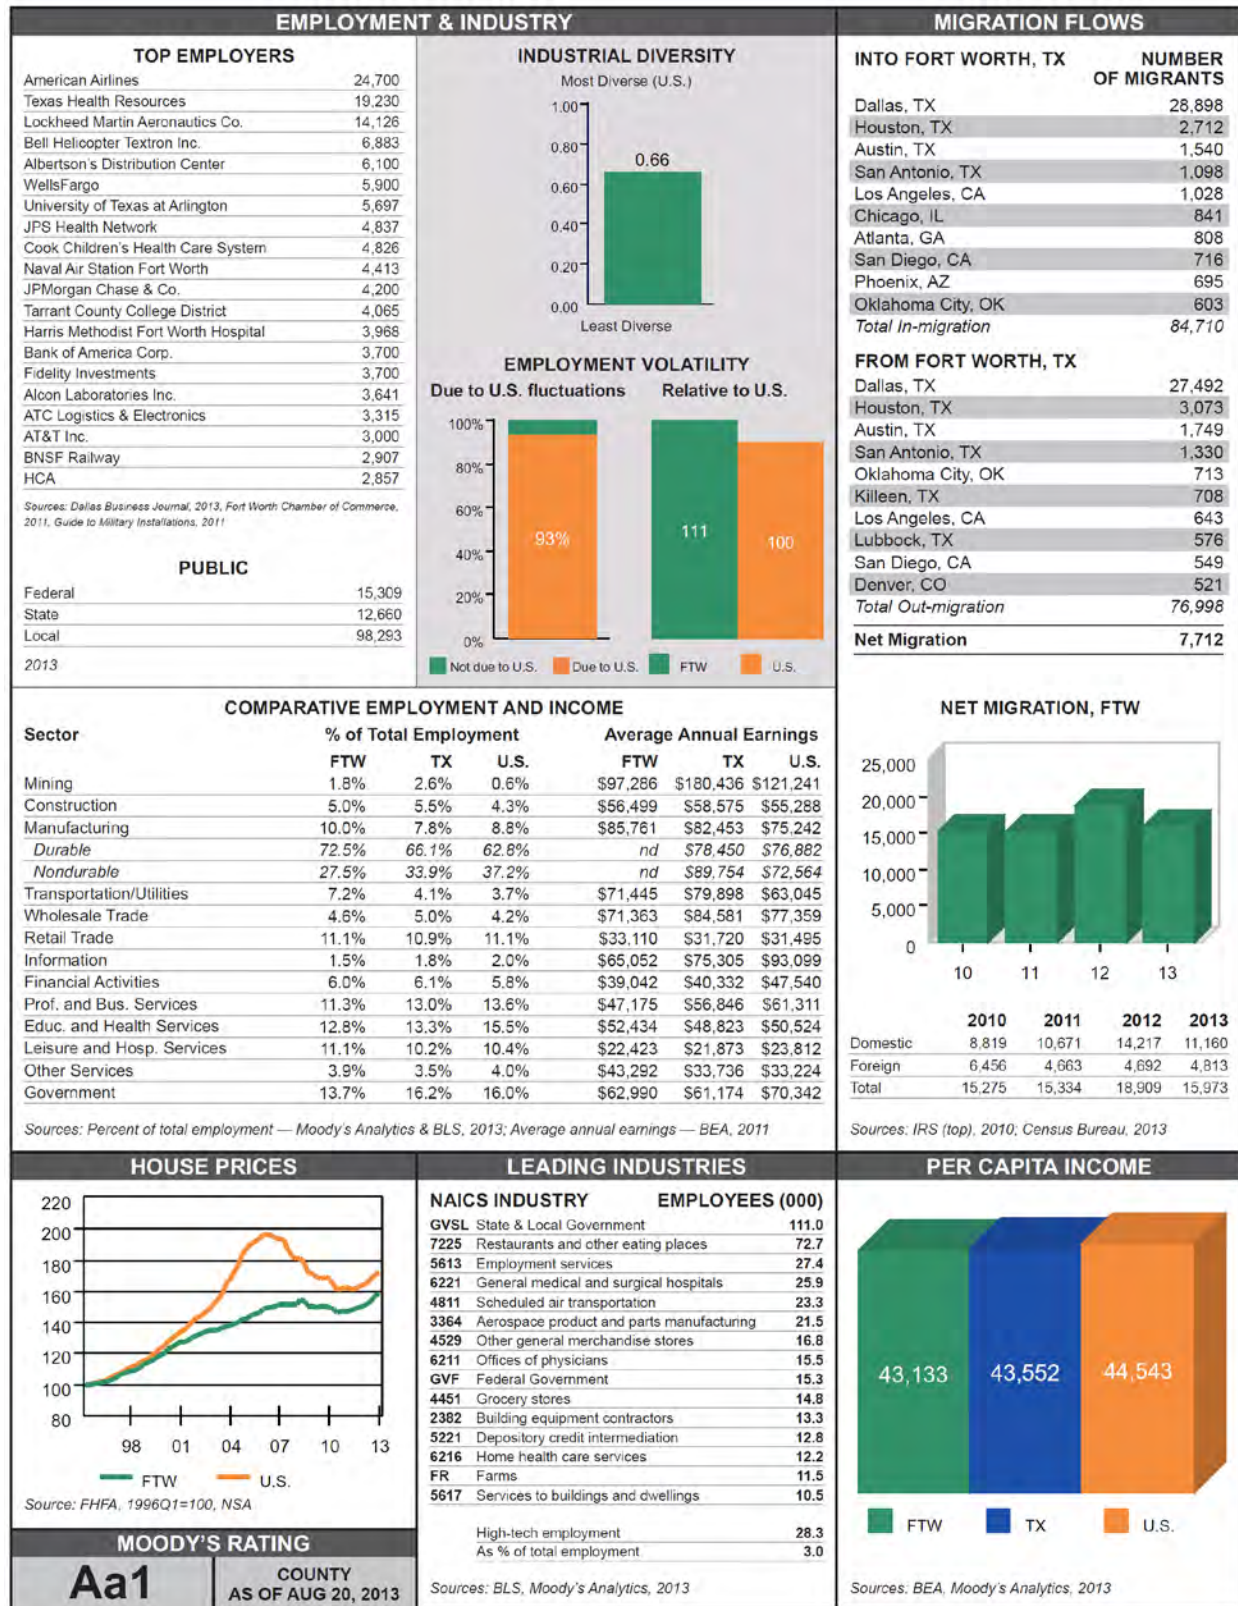 EMPLOYMENT & INDUSTRY
TOP EMPLOYERS
American Airlines 24,700
Texas Health Resources 19,230
Lockheed Martin Aeronautics Co. 14,126
Bell Helicopter Textron Inc. 6,883
Albertson's Distribution Center 6,100
WellsFargo 5,900
University of Texas at Arlington 5,697
JPS Health Network 4,837
Cook Children's Health Care System 4,826
Naval Air Station Fort Worth 4,413
JPMorgan Chase & Co. 4,200
Tarrant County College District 4,065
Harris Methodist Fort Worth Hospital 3,968
Bank of America Corp. 3,700
Fidelity Investments 3,700
Alcon Laboratories Inc. 3,641
ATC Logistics & Electronics 3,315
AT&T Inc. 3,000
BNSF Railway 2,907
HCA 2,857
Sources: Dallas Business Journal, 2013, Fort Worth Chamber of Commerce,
2011, Guide to Military Installations, 2011
PUBLIC
Federal 15,309
State 12,660
Local 98,293
2013
INDUSTRIAL DIVERSITY
Most Diverse (U.S.)
1.00
0.80
0.66
0.60
0.40
0.20
0.00
Least Diverse
EMPLOYMENT VOLATILITY
Due to U.S. fluctuations Relative to U.S.
100%
80%
60%
93% 111 100
40%
20%
0%
Not due to U.S. Due to U.S. FTW U.S.
MIGRATION FLOWS
INTO FORT WORTH, TX NUMBER
OF MIGRANTS
Dallas, TX 28,898
Houston, TX 2,712
Austin, TX 1,540
San Antonio, TX 1,098
Los Angeles, CA 1,028
Chicago, IL 841
Atlanta, GA 808
San Diego, CA 716
Phoenix, AZ 695
Oklahoma City, OK 603
Total In-migration 84,710
FROM FORT WORTH, TX
Dallas, TX 27,492
Houston, TX 3,073
Austin, TX 1,749
San Antonio, TX 1,330
Oklahoma City, OK 713
Killeen, TX 708
Los Angeles, CA 643
Lubbock, TX 576
San Diego, CA 549
Denver, CO 521
Total Out-migration 76,998
Net Migration 7,712
COMPARATIVE EMPLOYMENT AND INCOME
Sector % of Total Employment Average Annual Earnings
FTW TX U.S. FTW TX U.S.
Mining 1.8% 2.6% 0.6% $97,286 $180,436 $121,241
Construction 5.0% 5.5% 4.3% $56,499 $58,575 $55,288
Manufacturing 10.0% 7.8% 8.8% $85,761 $82,453 $75,242
Durable 72.5% 66.1% 62.8% nd $78,450 $76,882
Nondurable 27.5% 33.9% 37.2% nd $89,754 $72,564
Transportation/Utilities 7.2% 4.1% 3.7% $71,445 $79,898 $63,045
Wholesale Trade 4.6% 5.0% 4.2% $71,363 $84,581 $77,359
Retail Trade 11.1% 10.9% 11.1% $33,110 $31,720 $31,495
Information 1.5% 1.8% 2.0% $65,052 $75,305 $93,099
Financial Activities 6.0% 6.1% 5.8% $39,042 $40,332 $47,540
Prof. and Bus. Services 11.3% 13.0% 13.6% $47,175 $56,846 $61,311
Educ. and Health Services 12.8% 13.3% 15.5% $52,434 $48,823 $50,524
Leisure and Hosp. Services 11.1% 10.2% 10.4% $22,423 $21,873 $23,812
Other Services 3.9% 3.5% 4.0% $43,292 $33,736 $33,224
Government 13.7% 16.2% 16.0% $62,990 $61,174 $70,342
Sources: Percent of total employment — Moody's Analytics & BLS, 2013; Average annual earnings — BEA, 2011
NET MIGRATION, FTW
25,000
20,000
15,000
10,000
5,000
0
10 11 12 13
2010 2011 2012 2013
Domestic 8,819 10,671 14,217 11,160
Foreign 6,456 4,663 4,692 4,813
Total 15,275 15,334 18,909 15,973
Sources: IRS (top), 2010; Census Bureau, 2013
HOUSE PRICES
220
200
180
160
140
120
100
80
98 01 04 07 10 13
FTW U.S.
Source: FHFA, 1996Q1=100, NSA
MOODY'S RATING
Aa1
COUNTY
AS OF AUG 20, 2013
LEADING INDUSTRIES
NAICS INDUSTRY EMPLOYEES (000)
GVSL State & Local Government 111.0
7225 Restaurants and other eating places 72.7
5613 Employment services 27.4
6221 General medical and surgical hospitals 25.9
4811 Scheduled air transportation 23.3
3364 Aerospace product and parts manufacturing 21.5
4529 Other general merchandise stores 16.8
6211 Offices of physicians 15.5
GVF Federal Government 15.3
4451 Grocery stores 14.8
2382 Building equipment contractors 13.3
5221 Depository credit intermediation 12.8
6216 Home health care services 12.2
FR Farms 11.5
5617 Services to buildings and dwellings 10.5
High-tech employment 28.3
As % of total employment 3.0
Sources: BLS, Moody's Analytics, 2013
PER CAPITA INCOME
43,133 43,552 44,543
FTW TX U.S.
Sources: BEA, Moody's Analytics, 2013